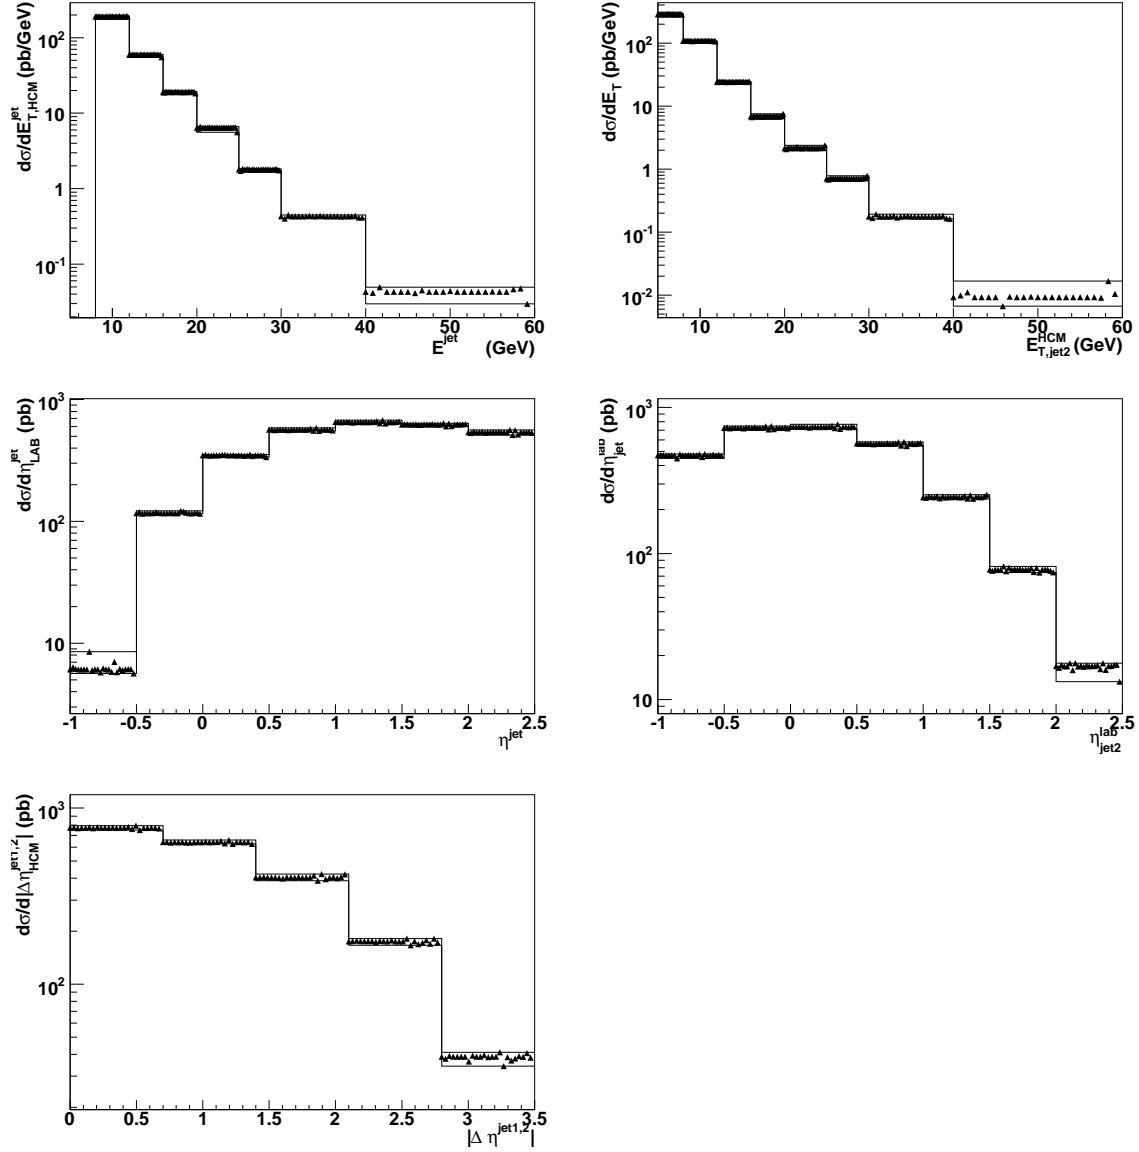 dσ/dE^jet_T,HCM (pb/GeV)
10^2
10
1
10^-1
10 20 30 40 50 60
E^jet (GeV)
dσ/dE_T (pb/GeV)
10^2
10
1
10^-1
10^-2
10 20 30 40 50 60
E^HCM_T,jet2 (GeV)
dσ/dη^jet_LAB (pb)
10^3
10^2
10
-1 -0.5 0 0.5 1 1.5 2 2.5
η^jet
dσ/dη^lab_jet (pb)
10^3
10^2
10
-1 -0.5 0 0.5 1 1.5 2 2.5
η^lab_jet2
dσ/d|Δη^jet1,2_HCM| (pb)
10^3
10^2
0 0.5 1 1.5 2 2.5 3 3.5
|Δ η^jet1,2|